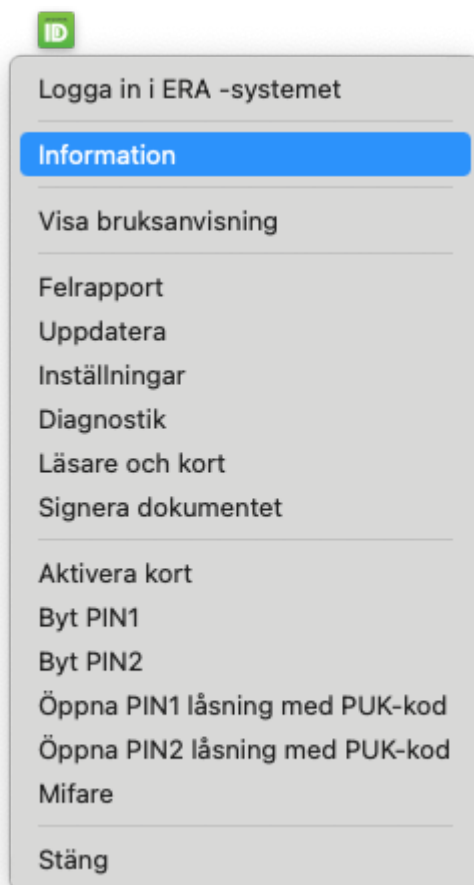 ID
Logga in i ERA -systemet
Information
Visa bruksanvisning
Felrapport
Uppdatera
Inställningar
Diagnostik
Läsare och kort
Signera dokumentet
Aktivera kort
Byt PIN1
Byt PIN2
Öppna PIN1 låsning med PUK-kod
Öppna PIN2 låsning med PUK-kod
Mifare
Stäng